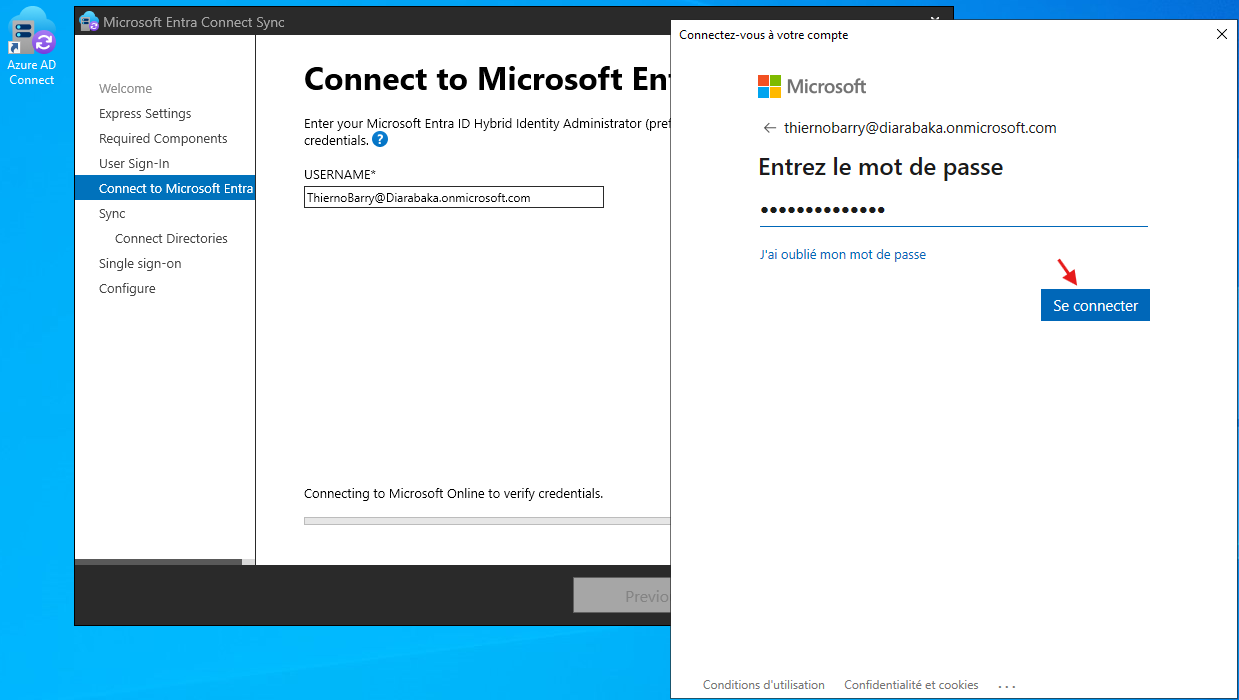 Azure AD
Connect
Microsoft Entra Connect Sync
Welcome
Express Settings
Required Components
User Sign-In
Connect to Microsoft Entra
Sync
Connect Directories
Single sign-on
Configure
Connect to Microsoft En
Enter your Microsoft Entra ID Hybrid Identity Administrator (pref
credentials. ?
USERNAME*
ThiernoBarry@Diarabaka.onmicrosoft.com
Connecting to Microsoft Online to verify credentials.
Previo
Connectez-vous à votre compte
Microsoft
thiernobarry@diarabaka.onmicrosoft.com
Entrez le mot de passe
••••••••••••••
J'ai oublié mon mot de passe
Se connecter
Conditions d'utilisation Confidentialité et cookies ...